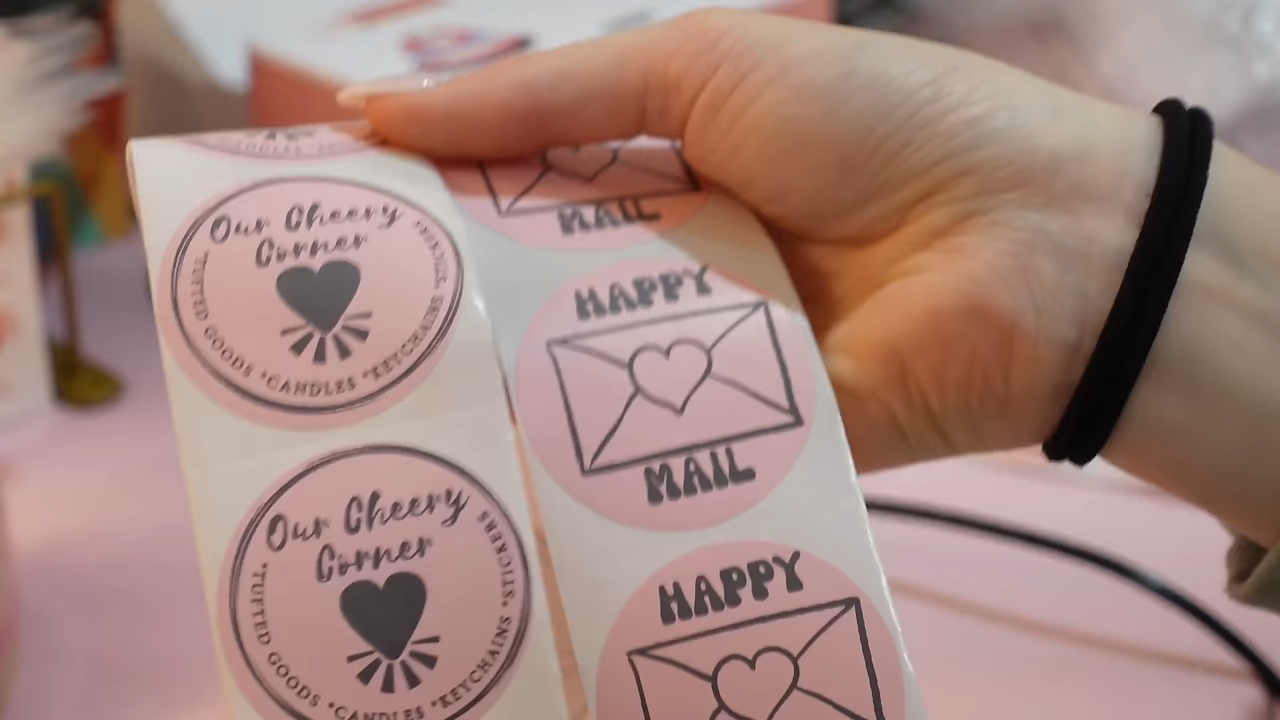 Our Cheery
Corner
*TUFTED GOODS *CANDLES *KEYCHAINS *STICKERS
Our Cheery
Corner
*TUFTED GOODS *CANDLES *KEYCHAINS *STICKERS
MAIL
HAPPY
MAIL
HAPPY